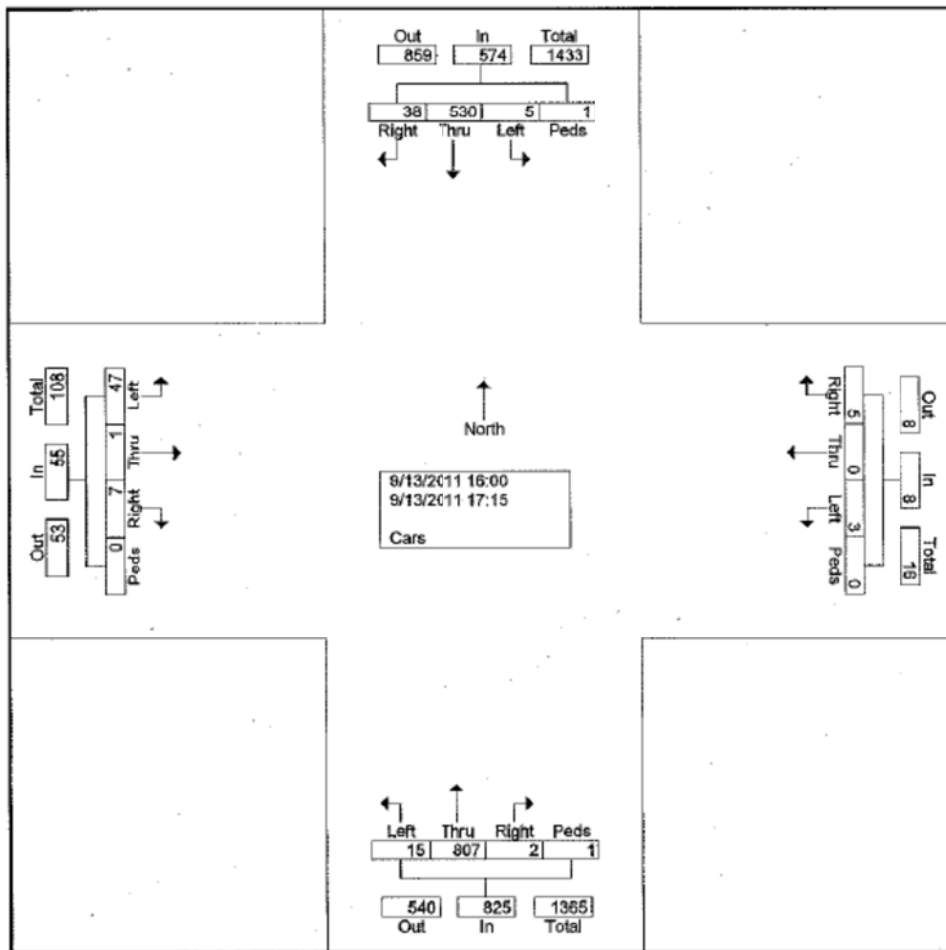 Out In Total
859 574 1433
38 530 5 1
Right Thru Left Peds
Total 108
In 55
Out 53
47 1 7 0
Left Thru Right Peds
North
9/13/2011 16:00
9/13/2011 17:15
Cars
Right Thru Left Peds
5 0 3 0
Out 8
In 8
Total 16
Left Thru Right Peds
15 807 2 1
540 825 1365
Out In Total